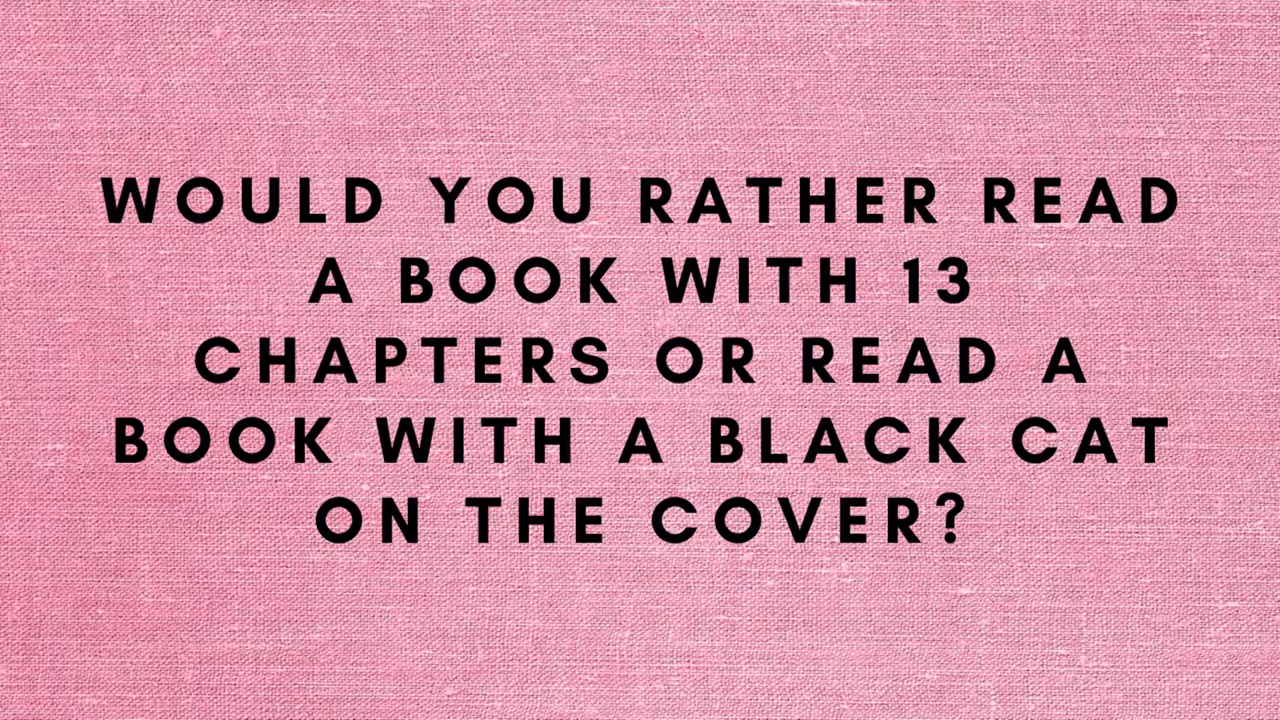 WOULD YOU RATHER READ
A BOOK WITH 13
CHAPTERS OR READ A
BOOK WITH A BLACK CAT
ON THE COVER?